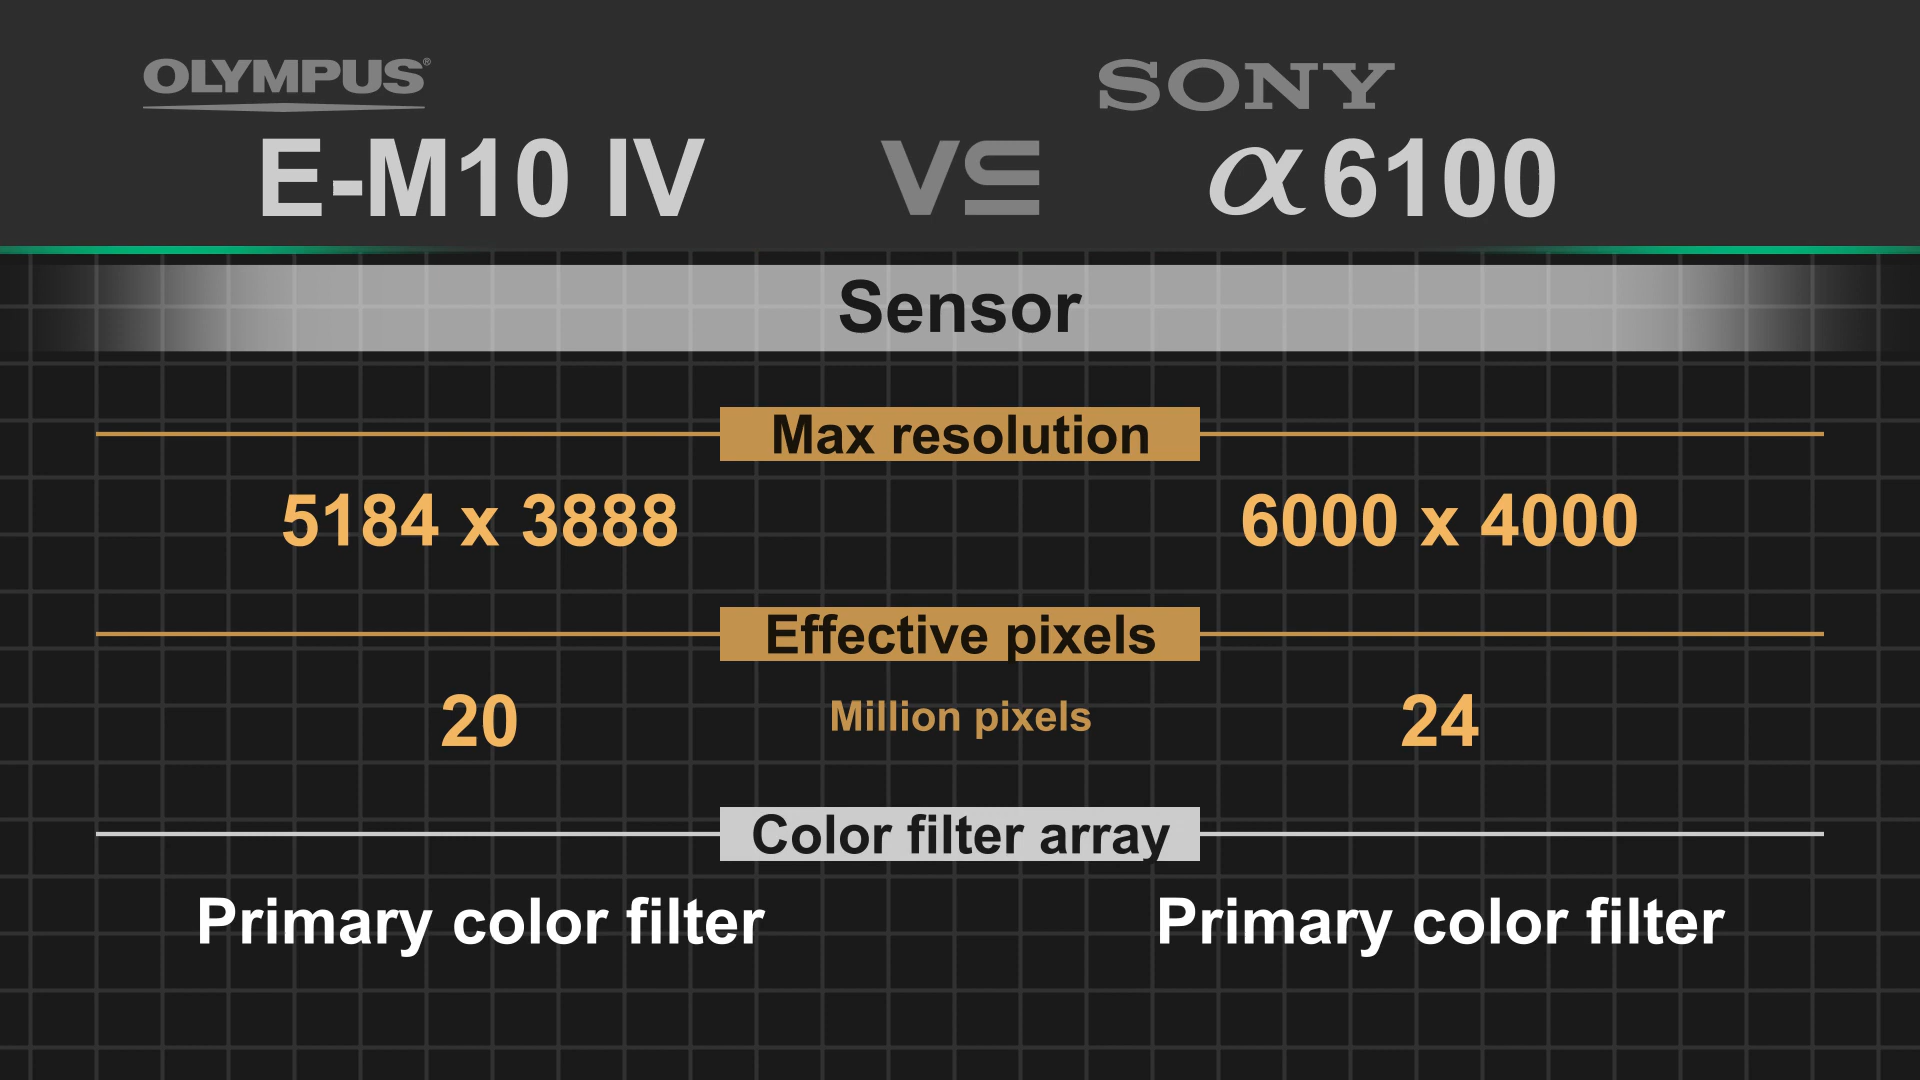 OLYMPUS®
SONY
E-M10 IV VS α6100
Sensor
Max resolution
5184 x 3888
6000 x 4000
Effective pixels
20 Million pixels 24
Color filter array
Primary color filter
Primary color filter